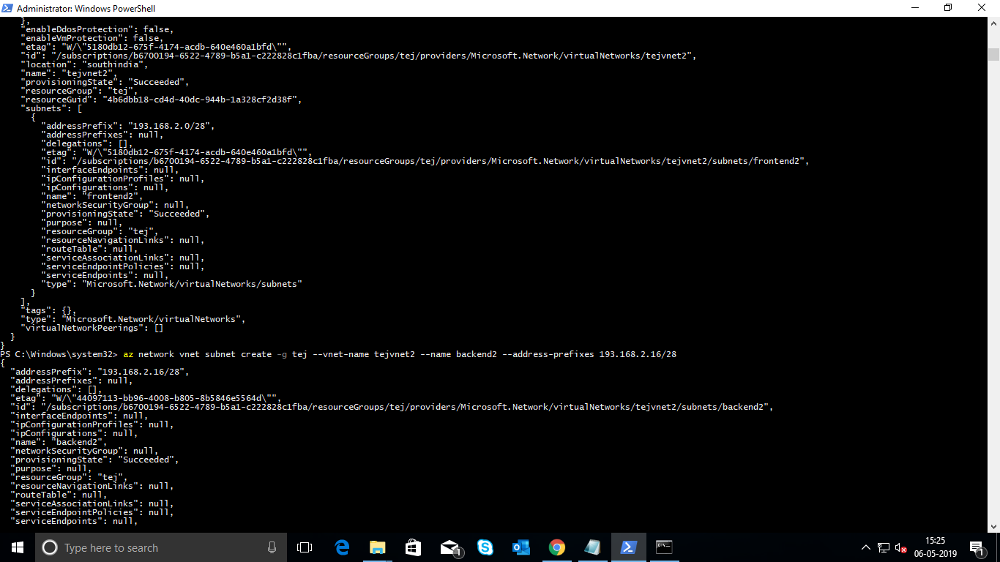 Administrator: Windows PowerShell
},
"enableDdosProtection": false,
"enableVmProtection": false,
"etag": "W/\"5180db12-675f-4174-acdb-640e460a1bfd\"",
"id": "/subscriptions/b6700194-6522-4789-b5a1-c222828c1fba/resourceGroups/tej/providers/Microsoft.Network/virtualNetworks/tejvnet2",
"location": "southindia",
"name": "tejvnet2",
"provisioningState": "Succeeded",
"resourceGroup": "tej",
"resourceGuid": "4b6dbb18-cd4d-40dc-944b-1a328cf2d38f",
"subnets": [
{
"addressPrefix": "193.168.2.0/28",
"addressPrefixes": null,
"delegations": [],
"etag": "W/\"5180db12-675f-4174-acdb-640e460a1bfd\"",
"id": "/subscriptions/b6700194-6522-4789-b5a1-c222828c1fba/resourceGroups/tej/providers/Microsoft.Network/virtualNetworks/tejvnet2/subnets/frontend2",
"interfaceEndpoints": null,
"ipConfigurationProfiles": null,
"ipConfigurations": null,
"name": "frontend2",
"networkSecurityGroup": null,
"provisioningState": "Succeeded",
"purpose": null,
"resourceGroup": "tej",
"resourceNavigationLinks": null,
"routeTable": null,
"serviceAssociationLinks": null,
"serviceEndpointPolicies": null,
"serviceEndpoints": null,
"type": "Microsoft.Network/virtualNetworks/subnets"
}
],
"tags": {},
"type": "Microsoft.Network/virtualNetworks",
"virtualNetworkPeerings": []
}
}
PS C:\Windows\system32> az network vnet subnet create -g tej --vnet-name tejvnet2 --name backend2 --address-prefixes 193.168.2.16/28
{
"addressPrefix": "193.168.2.16/28",
"addressPrefixes": null,
"delegations": [],
"etag": "W/\"44097113-bb96-4008-b805-8b5846e5564d\"",
"id": "/subscriptions/b6700194-6522-4789-b5a1-c222828c1fba/resourceGroups/tej/providers/Microsoft.Network/virtualNetworks/tejvnet2/subnets/backend2",
"interfaceEndpoints": null,
"ipConfigurationProfiles": null,
"ipConfigurations": null,
"name": "backend2",
"networkSecurityGroup": null,
"provisioningState": "Succeeded",
"purpose": null,
"resourceGroup": "tej",
"resourceNavigationLinks": null,
"routeTable": null,
"serviceAssociationLinks": null,
"serviceEndpointPolicies": null,
"serviceEndpoints": null,
Type here to search
1
15:25
06-05-2019
1